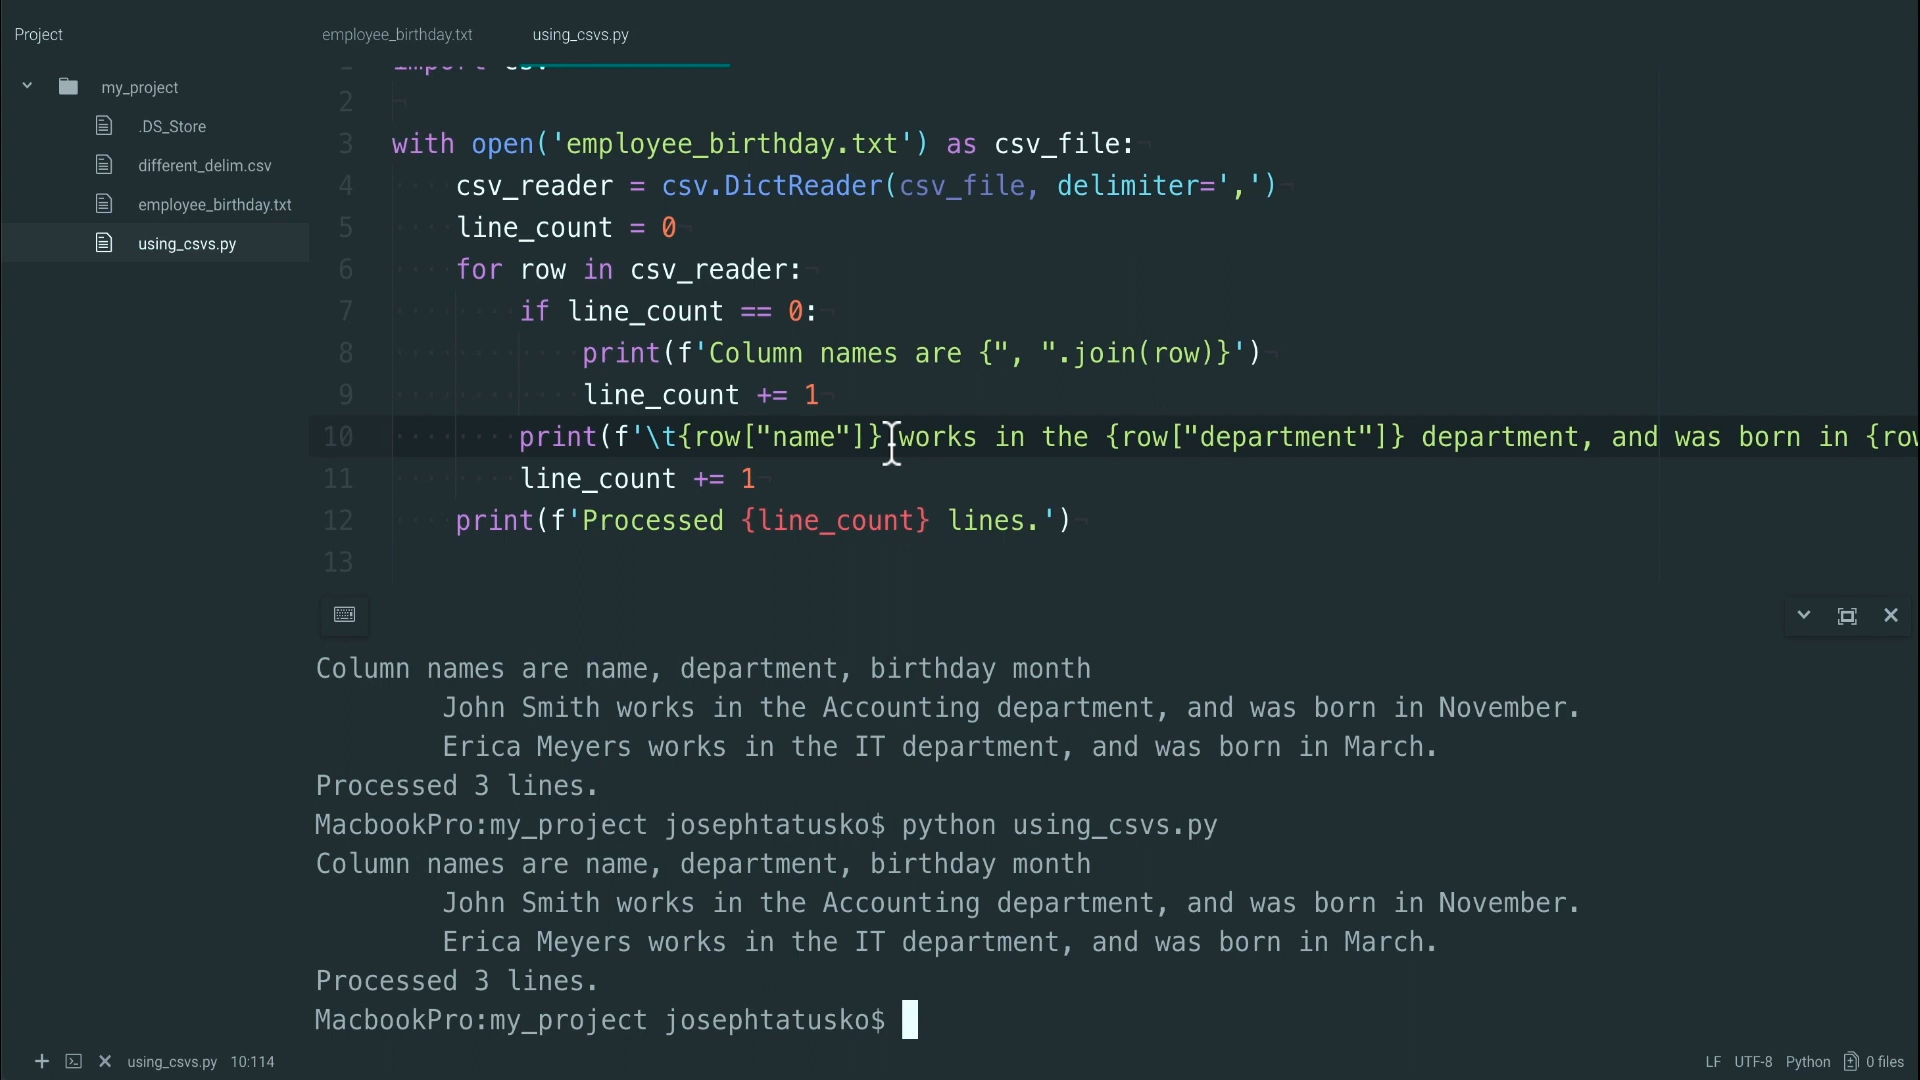 Project
employee_birthday.txt
using_csvs.py
my_project
.DS_Store
different_delim.csv
employee_birthday.txt
using_csvs.py
2
3 with open('employee_birthday.txt') as csv_file:
4 csv_reader = csv.DictReader(csv_file, delimiter=',')
5 line_count = 0
6 for row in csv_reader:
7 if line_count == 0:
8 print(f'Column names are {", ".join(row)}')
9 line_count += 1
10 print(f'\t{row["name"]} works in the {row["department"]} department, and was born in {row
11 line_count += 1
12 print(f'Processed {line_count} lines.')
13
Column names are name, department, birthday month
John Smith works in the Accounting department, and was born in November.
Erica Meyers works in the IT department, and was born in March.
Processed 3 lines.
MacbookPro:my_project josephtatusko$ python using_csvs.py
Column names are name, department, birthday month
John Smith works in the Accounting department, and was born in November.
Erica Meyers works in the IT department, and was born in March.
Processed 3 lines.
MacbookPro:my_project josephtatusko$
using_csvs.py 10:114
LF UTF-8 Python 0 files